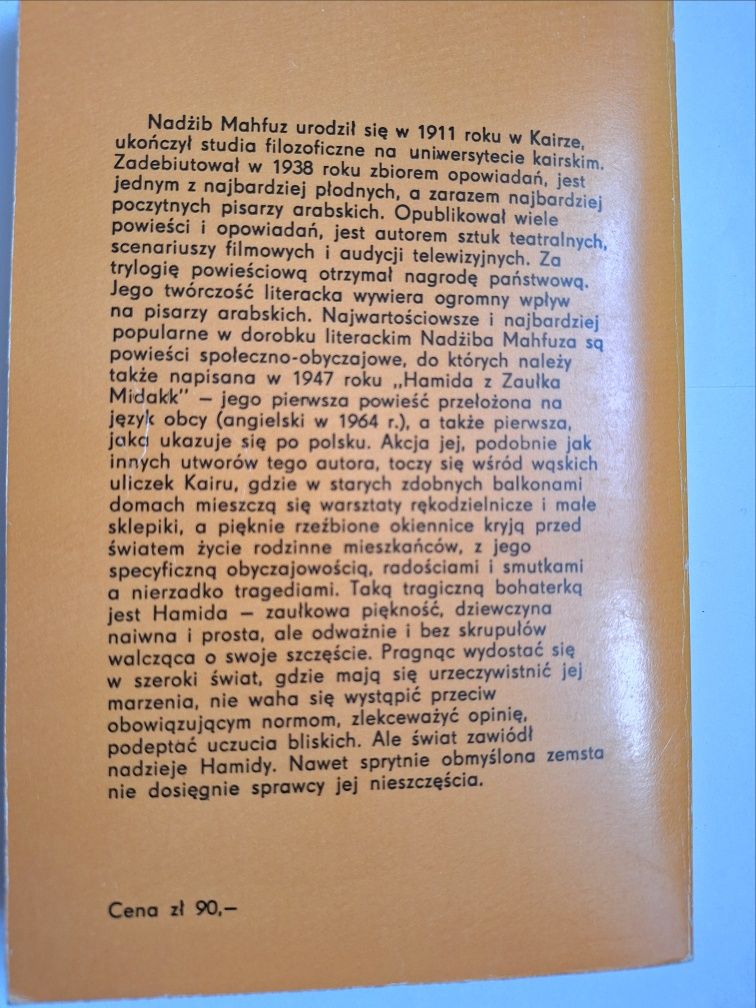 Nadżib Mahfuz urodził się w 1911 roku w Kairze,
ukończył studia filozoficzne na uniwersytecie kairskim.
Zadebiutował w 1938 roku zbiorem opowiadań, jest
jednym z najbardziej płodnych, a zarazem najbardziej
poczytnych pisarzy arabskich. Opublikował wiele
powieści i opowiadań, jest autorem sztuk teatralnych,
scenariuszy filmowych i audycji telewizyjnych. Za
trylogię powieściową otrzymał nagrodę państwową.
Jego twórczość literacka wywiera ogromny wpływ
na pisarzy arabskich. Najwartościowsze i najbardziej
popularne w dorobku literackim Nadżiba Mahfuza są
powieści społeczno-obyczajowe, do których należy
także napisana w 1947 roku „Hamida z Zaułka
Midakk" – jego pierwsza powieść przełożona na
język obcy (angielski w 1964 r.), a także pierwsza,
jaka ukazuje się po polsku. Akcja jej, podobnie jak
innych utworów tego autora, toczy się wśród wąskich
uliczek Kairu, gdzie w starych zdobnych balkonami
domach mieszczą się warsztaty rękodzielnicze i małe
sklepiki, a pięknie rzeźbione okiennice kryją przed
światem życie rodzinne mieszkańców, z jego
specyficzną obyczajowością, radościami i smutkami
a nierzadko tragediami. Taką tragiczną bohaterką
jest Hamida – zaułkowa piękność, dziewczyna
naiwna i prosta, ale odważnie i bez skrupułów
walcząca o swoje szczęście. Pragnąc wydostać się
w szeroki świat, gdzie mają się urzeczywistnić jej
marzenia, nie waha się wystąpić przeciw
obowiązującym normom, zlekceważyć opinię,
podeptać uczucia bliskich. Ale świat zawiódł
nadzieje Hamidy. Nawet sprytnie obmyślona zemsta
nie dosięgnie sprawcy jej nieszczęścia.
Cena zł 90,–